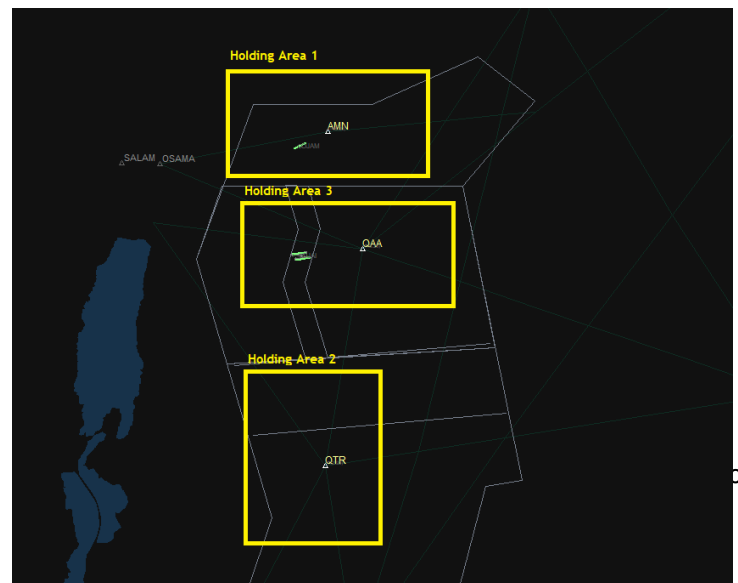 Holding Area 1
AMN
SALAM OSAMA
Holding Area 3
QAA
Holding Area 2
QTR